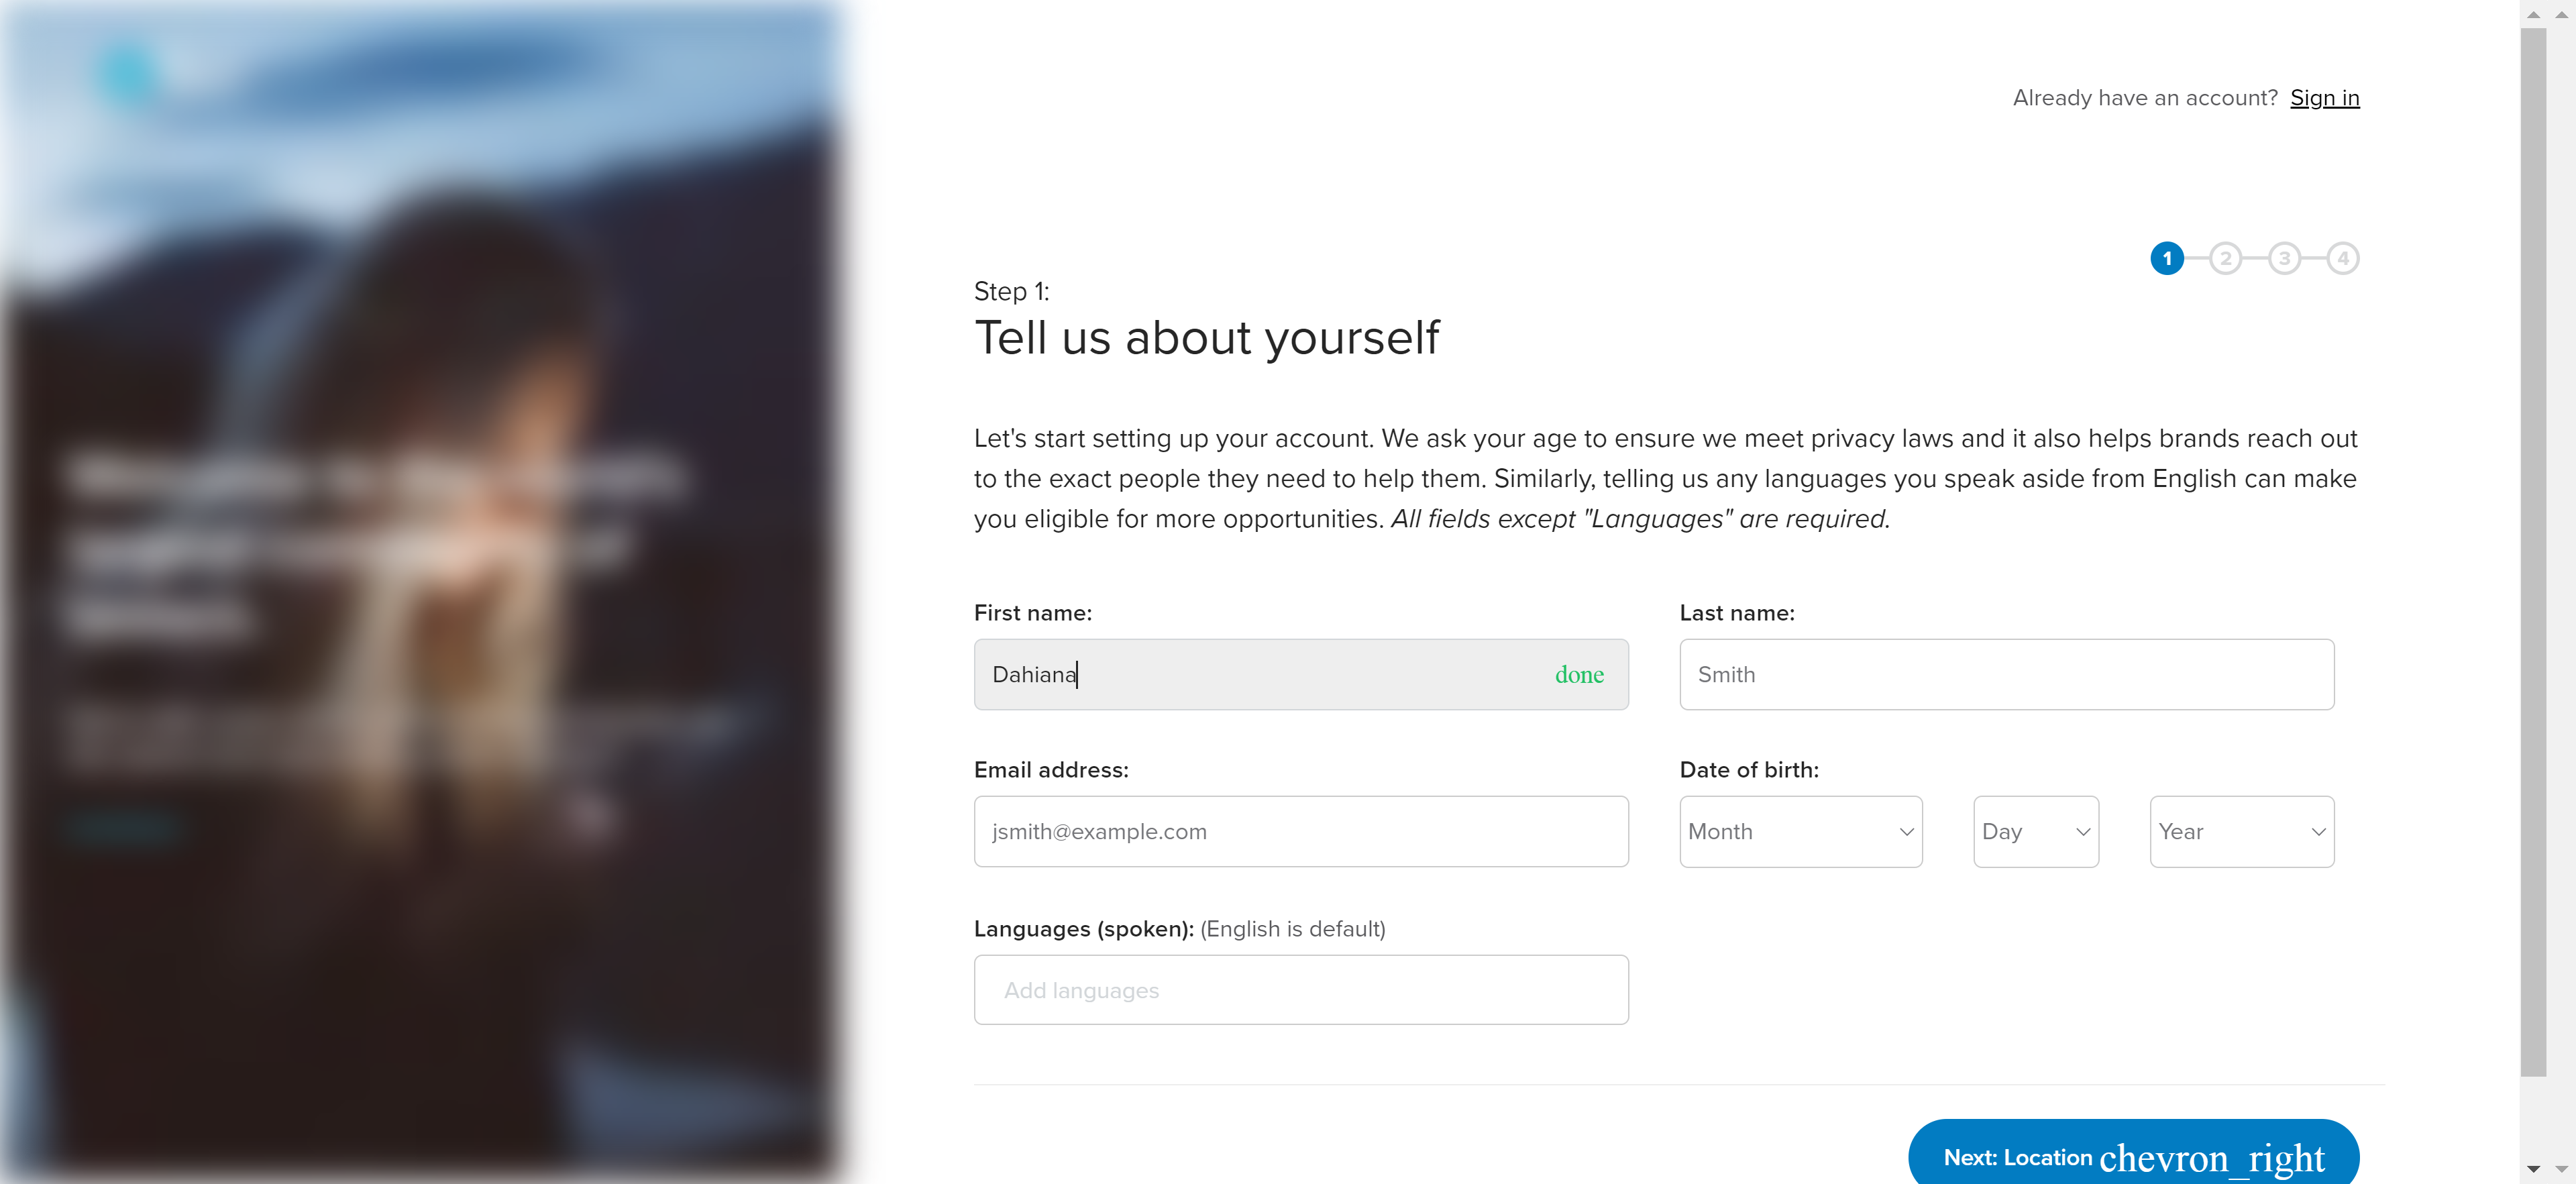 Already have an account? Sign in
1 2 3 4
Step 1:
Tell us about yourself
Let's start setting up your account. We ask your age to ensure we meet privacy laws and it also helps brands reach out
to the exact people they need to help them. Similarly, telling us any languages you speak aside from English can make
you eligible for more opportunities. All fields except "Languages" are required.
First name:
Last name:
Dahiana done
Smith
Email address:
Date of birth:
jsmith@example.com
Month Day Year
Languages (spoken): (English is default)
Add languages
Next: Location chevron_right